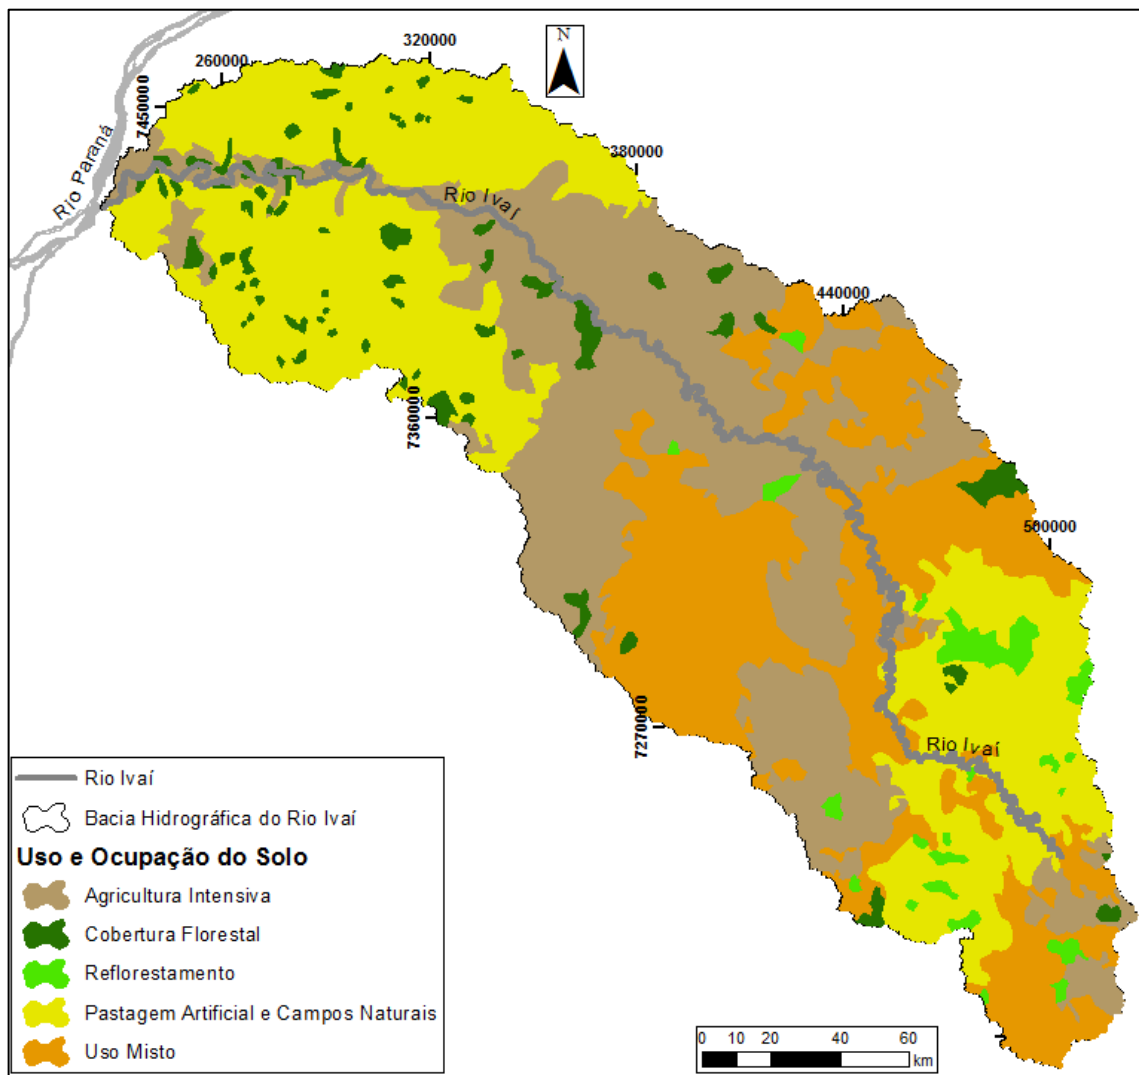 320000
N
260000
7450000
380000
Rio Paraná
Rio Ivaí
440000
7360000
500000
7270000
Rio Ivaí
Rio Ivaí
Bacia Hidrográfica do Rio Ivaí
Uso e Ocupação do Solo
Agricultura Intensiva
Cobertura Florestal
Reflorestamento
Pastagem Artificial e Campos Naturais
Uso Misto
0 10 20 40 60
km